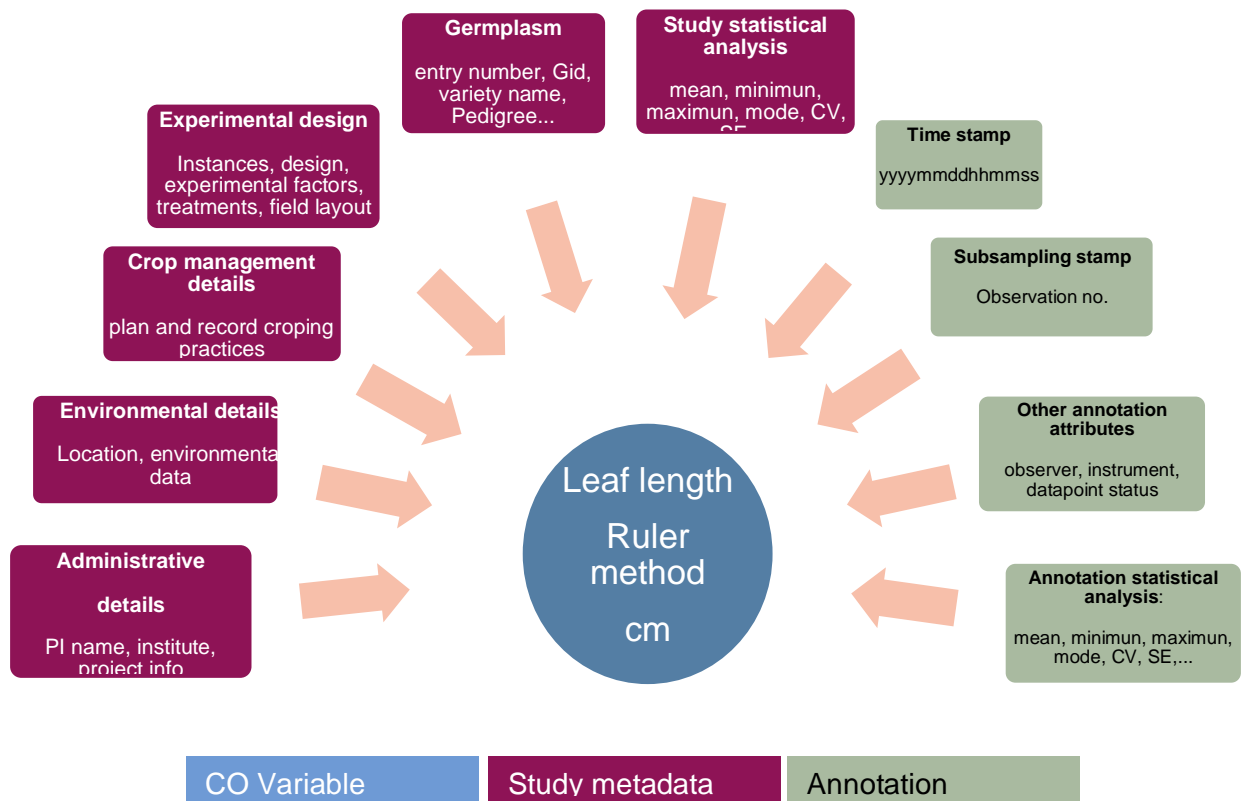 Germplasm
entry number, Gid,
variety name,
Pedigree...
Study statistical
analysis
mean, minimun,
maximun, mode, CV,
SE
Experimental design
Instances, design,
experimental factors,
treatments, field layout
Time stamp
yyyymmddhhmmss
Crop management
details
plan and record croping
practices
Subsampling stamp
Observation no.
Environmental details
Location, environmenta
data
Other annotation
attributes
observer, instrument,
datapoint status
Administrative
details
PI name, institute,
project info
Annotation statistical
analysis:
mean, minimun, maximun,
mode, CV, SE,...
Leaf length
Ruler
method
cm
CO Variable
Study metadata
Annotation